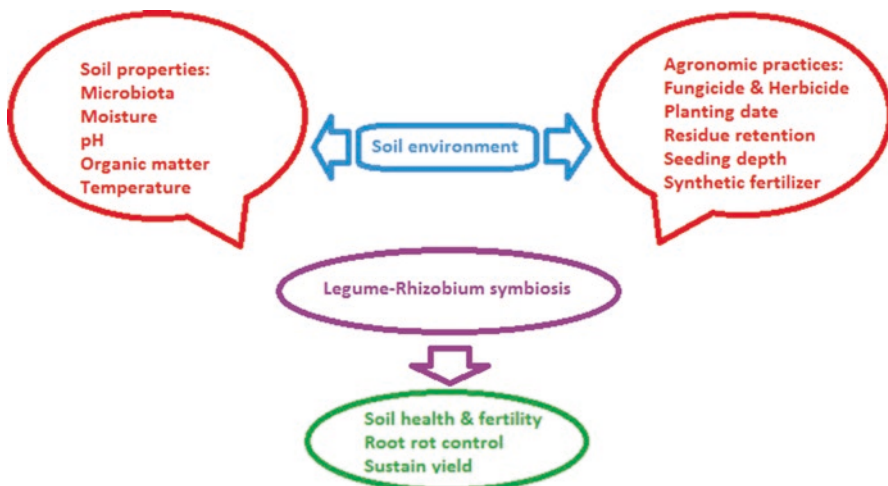 Soil properties:
Microbiota
Moisture
pH
Organic matter
Temperature
Soil environment
Agronomic practices:
Fungicide & Herbicide
Planting date
Residue retention
Seeding depth
Synthetic fertilizer
Legume-Rhizobium symbiosis
Soil health & fertility
Root rot control
Sustain yield